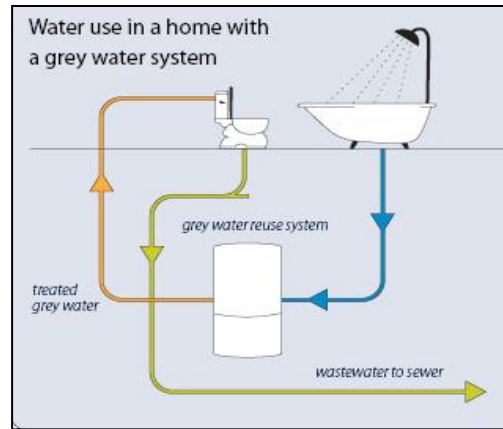 Water use in a home with
a grey water system
grey water reuse system
treated
grey water
wastewater to sewer